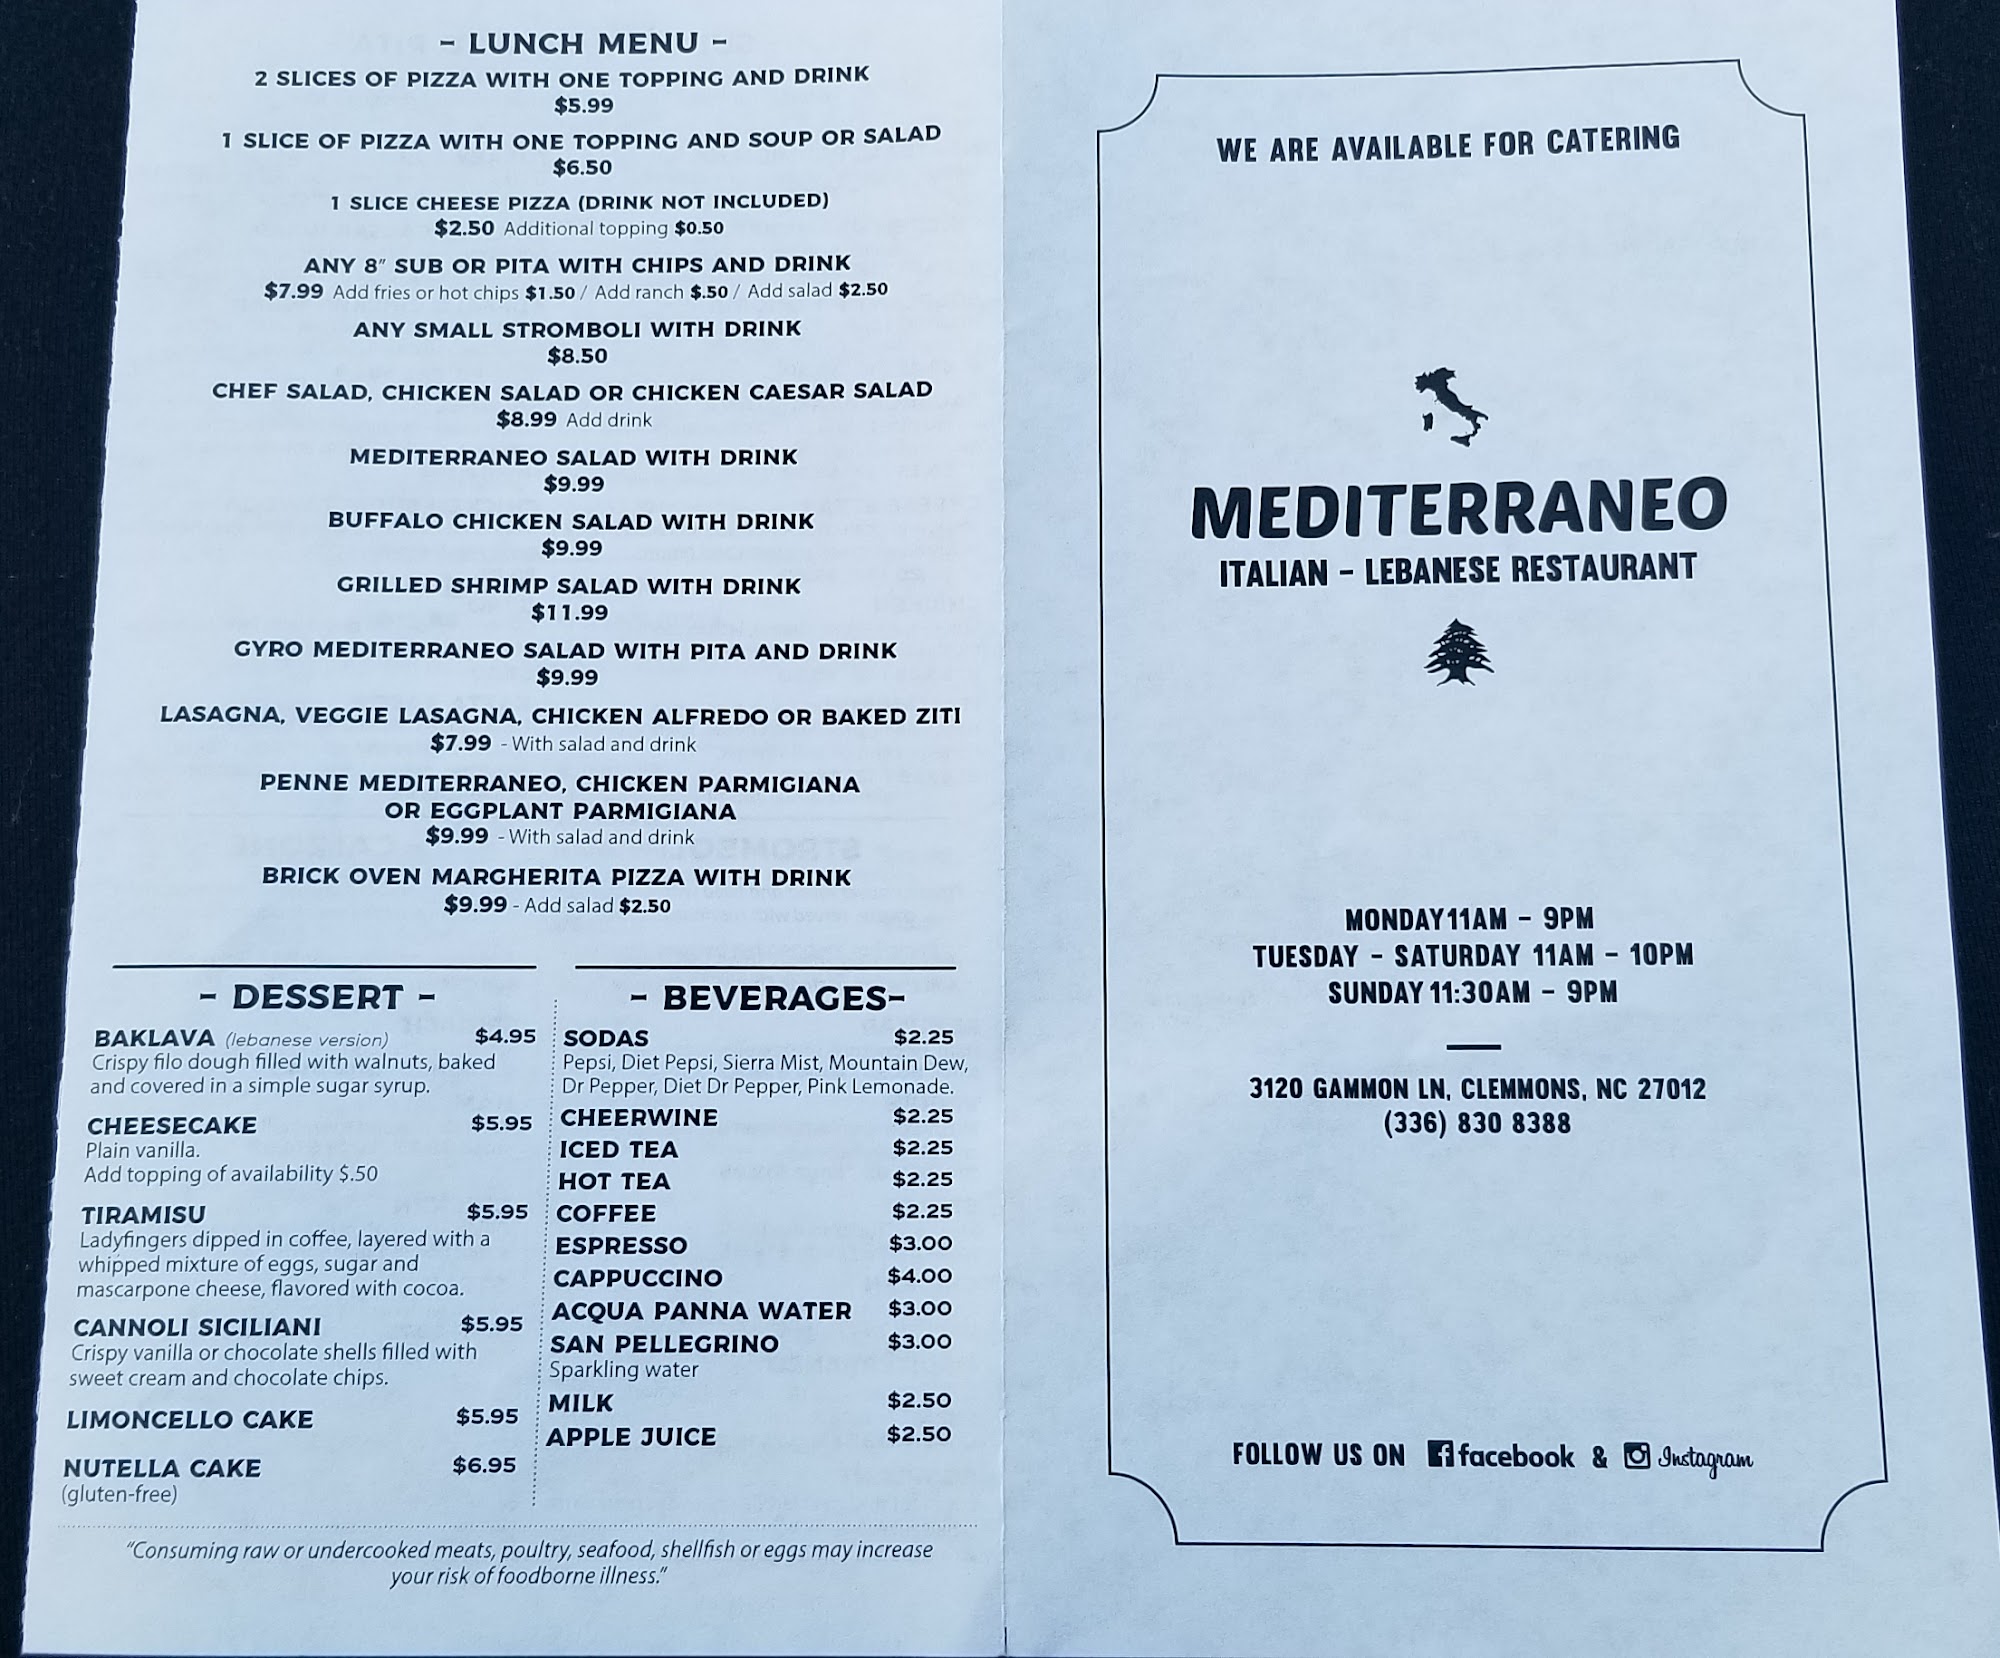 - LUNCH MENU -
2 SLICES OF PIZZA WITH ONE TOPPING AND DRINK
$5.99
1 SLICE OF PIZZA WITH ONE TOPPING AND SOUP OR SALAD
$6.50
1 SLICE CHEESE PIZZA (DRINK NOT INCLUDED)
$2.50 Additional topping $0.50
ANY 8" SUB OR PITA WITH CHIPS AND DRINK
$7.99 Add fries or hot chips $1.50 / Add ranch $.50 / Add salad $2.50
ANY SMALL STROMBOLI WITH DRINK
$8.50
CHEF SALAD, CHICKEN SALAD OR CHICKEN CAESAR SALAD
$8.99 Add drink
MEDITERRANEO SALAD WITH DRINK
$9.99
BUFFALO CHICKEN SALAD WITH DRINK
$9.99
GRILLED SHRIMP SALAD WITH DRINK
$11.99
GYRO MEDITERRANEO SALAD WITH PITA AND DRINK
$9.99
LASAGNA, VEGGIE LASAGNA, CHICKEN ALFREDO OR BAKED ZITI
$7.99 - With salad and drink
PENNE MEDITERRANEO, CHICKEN PARMIGIANA
OR EGGPLANT PARMIGIANA
$9.99 - With salad and drink
BRICK OVEN MARGHERITA PIZZA WITH DRINK
$9.99 - Add salad $2.50
- DESSERT -
BAKLAVA (lebanese version) $4.95
Crispy filo dough filled with walnuts, baked
and covered in a simple sugar syrup.
CHEESECAKE $5.95
Plain vanilla.
Add topping of availability $.50
TIRAMISU $5.95
Ladyfingers dipped in coffee, layered with a
whipped mixture of eggs, sugar and
mascarpone cheese, flavored with cocoa.
CANNOLI SICILIANI $5.95
Crispy vanilla or chocolate shells filled with
sweet cream and chocolate chips.
LIMONCELLO CAKE $5.95
NUTELLA CAKE $6.95
(gluten-free)
- BEVERAGES-
SODAS $2.25
Pepsi, Diet Pepsi, Sierra Mist, Mountain Dew,
Dr Pepper, Diet Dr Pepper, Pink Lemonade.
CHEERWINE $2.25
ICED TEA $2.25
HOT TEA $2.25
COFFEE $2.25
ESPRESSO $3.00
CAPPUCCINO $4.00
ACQUA PANNA WATER $3.00
SAN PELLEGRINO $3.00
Sparkling water
MILK $2.50
APPLE JUICE $2.50
"Consuming raw or undercooked meats, poultry, seafood, shellfish or eggs may increase
your risk of foodborne illness."
WE ARE AVAILABLE FOR CATERING
MEDITERRANEO
ITALIAN - LEBANESE RESTAURANT
MONDAY 11AM - 9PM
TUESDAY - SATURDAY 11AM - 10PM
SUNDAY 11:30AM - 9PM
3120 GAMMON LN, CLEMMONS, NC 27012
(336) 830 8388
FOLLOW US ON facebook & Instagram